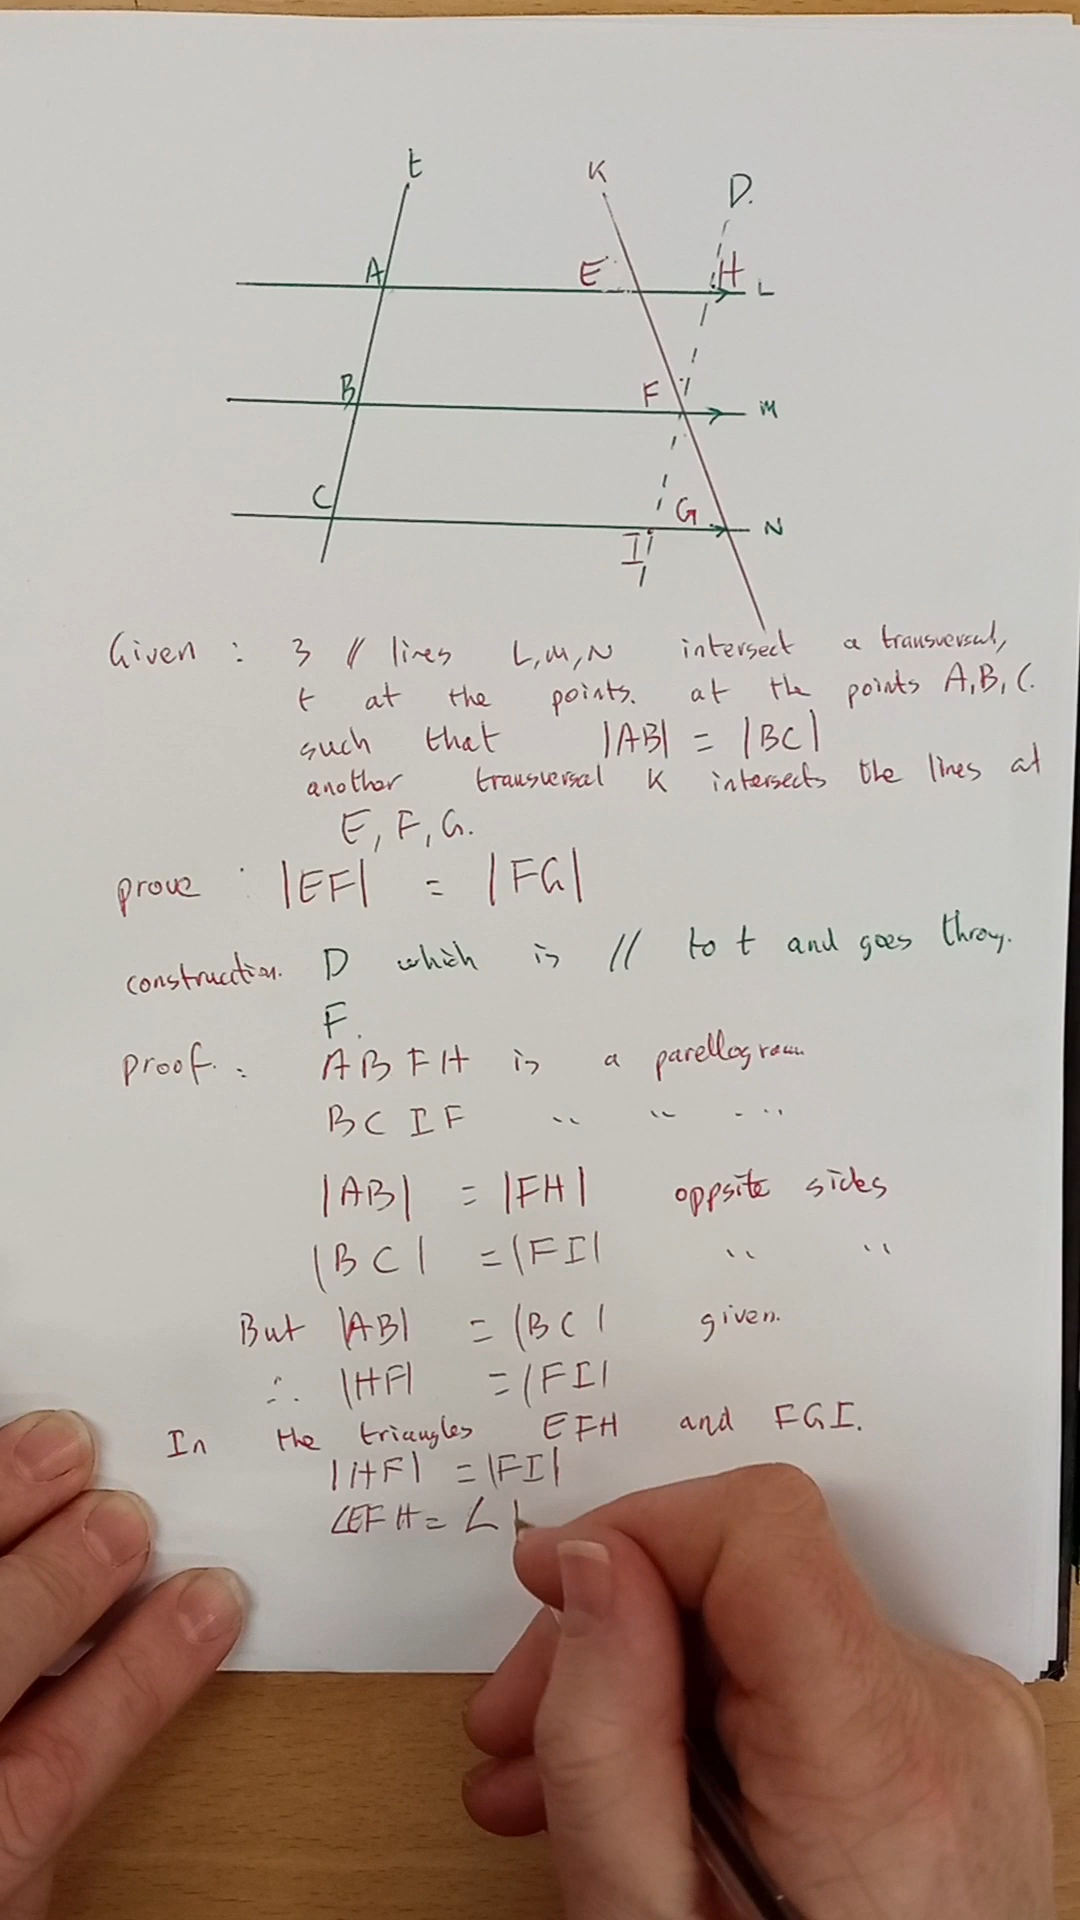 t K D.
A E H L
B F M
C G N
I
Given : 3 // lines L, M, N intersect a transversal,
t at the points. at the points A, B, C.
such that |AB| = |BC|
another transversal K intersects the lines at
E, F, G.
prove : |EF| = |FG|
construction. D which is // to t and goes throy.
F.
Proof : ABFH is a parellogram
BCIF " " "
|AB| = |FH| oppsite sides
|BC| = |FI| " "
But |AB| = |BC| given.
∴ |HF| = |FI|
In the triangles EFH and FGI.
|HF| = |FI|
∠EFH = ∠